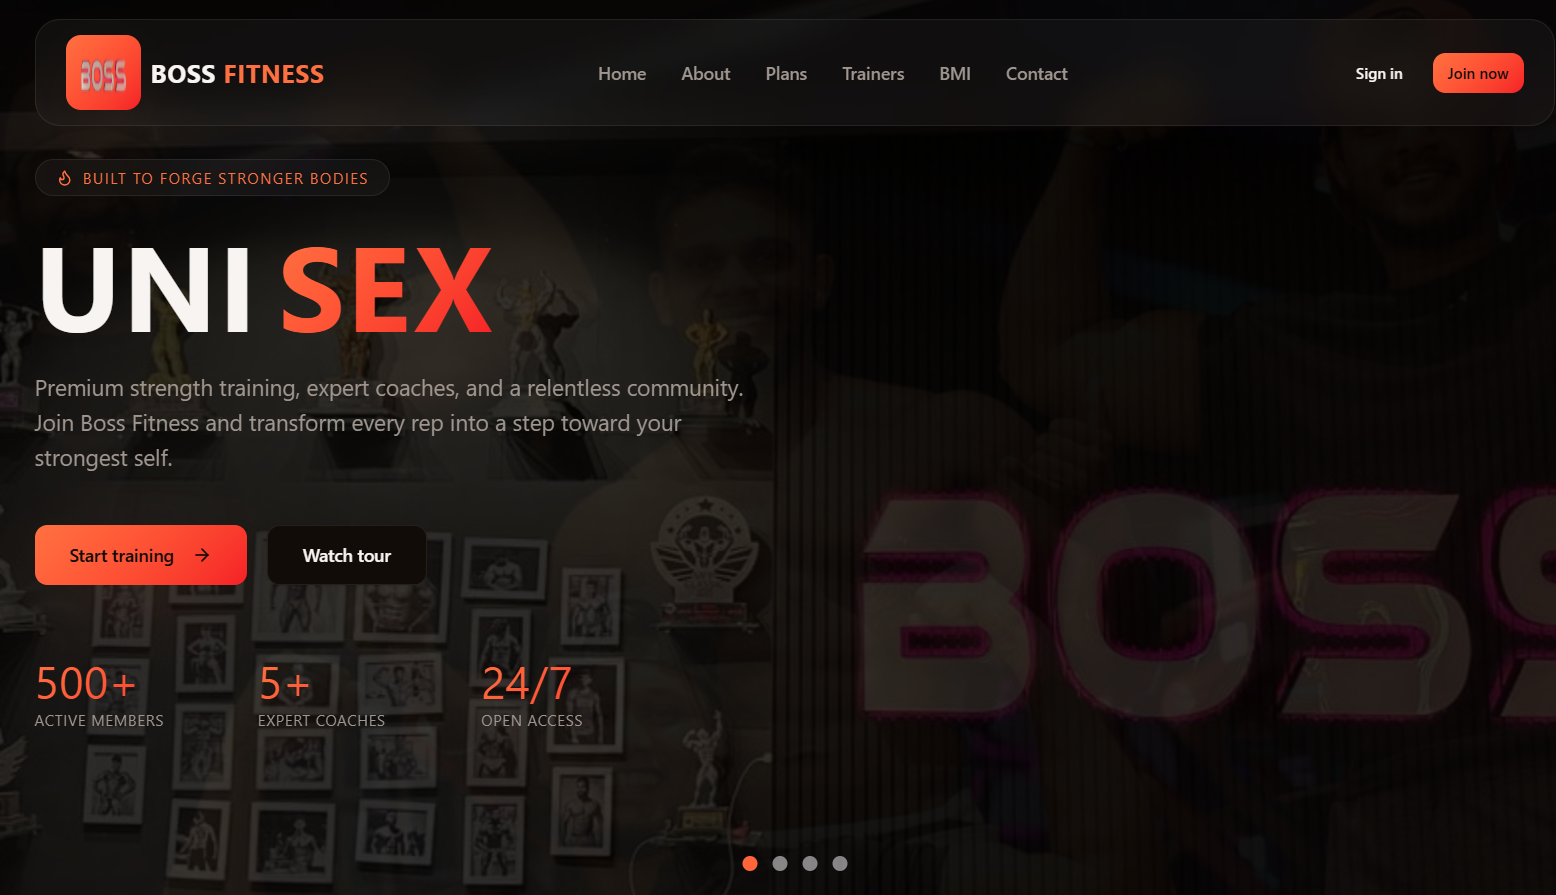 BOSS
BOSS FITNESS
Home
About
Plans
Trainers
BMI
Contact
Sign in
Join now
BUILT TO FORGE STRONGER BODIES
UNI SEX
Premium strength training, expert coaches, and a relentless community.
Join Boss Fitness and transform every rep into a step toward your
strongest self.
Start training
Watch tour
500+
ACTIVE MEMBERS
5+
EXPERT COACHES
24/7
OPEN ACCESS
BOSS